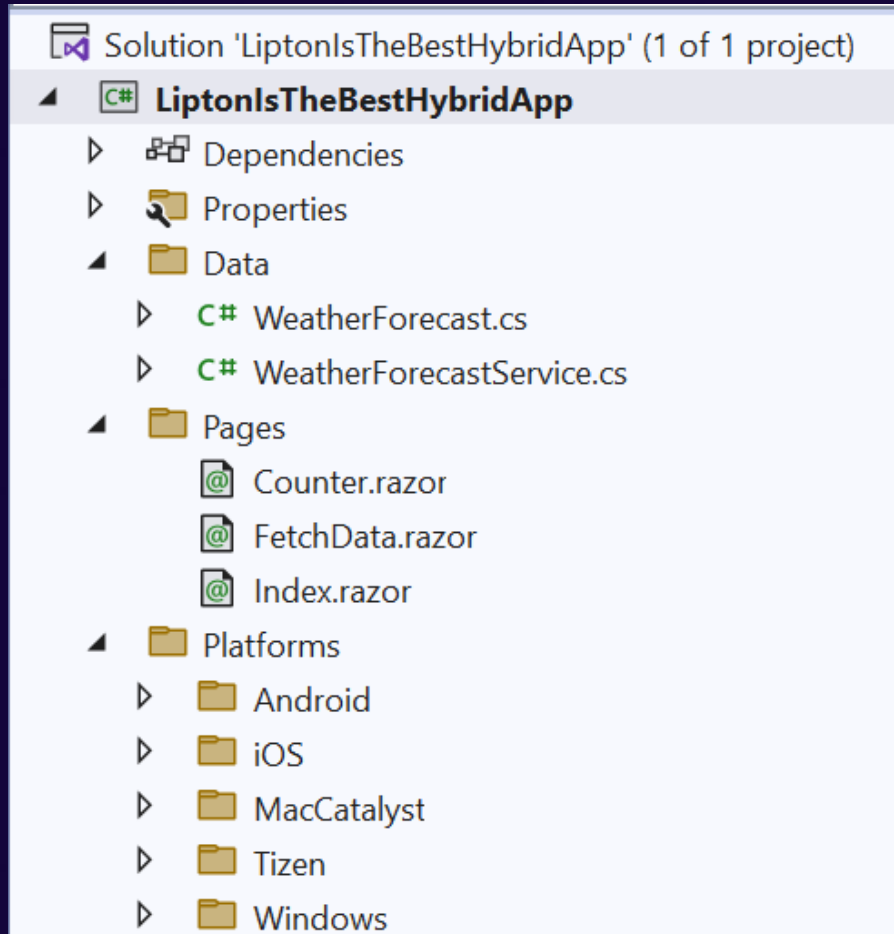 Solution 'LiptonIsTheBestHybridApp' (1 of 1 project)
C# LiptonIsTheBestHybridApp
Dependencies
Properties
Data
C# WeatherForecast.cs
C# WeatherForecastService.cs
Pages
@ Counter.razor
@ FetchData.razor
@ Index.razor
Platforms
Android
iOS
MacCatalyst
Tizen
Windows